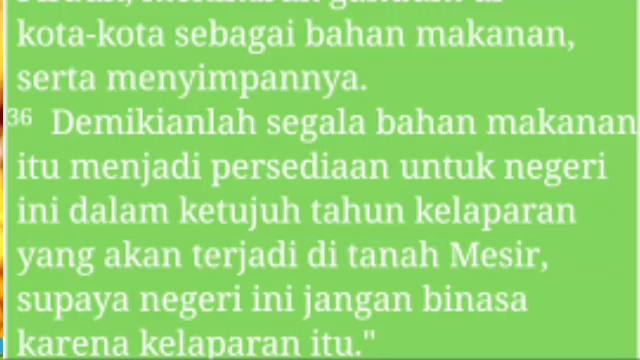 kota-kota sebagai bahan makanan,
serta menyimpannya.
36 Demikianlah segala bahan makanan
itu menjadi persediaan untuk negeri
ini dalam ketujuh tahun kelaparan
yang akan terjadi di tanah Mesir,
supaya negeri ini jangan binasa
karena kelaparan itu."